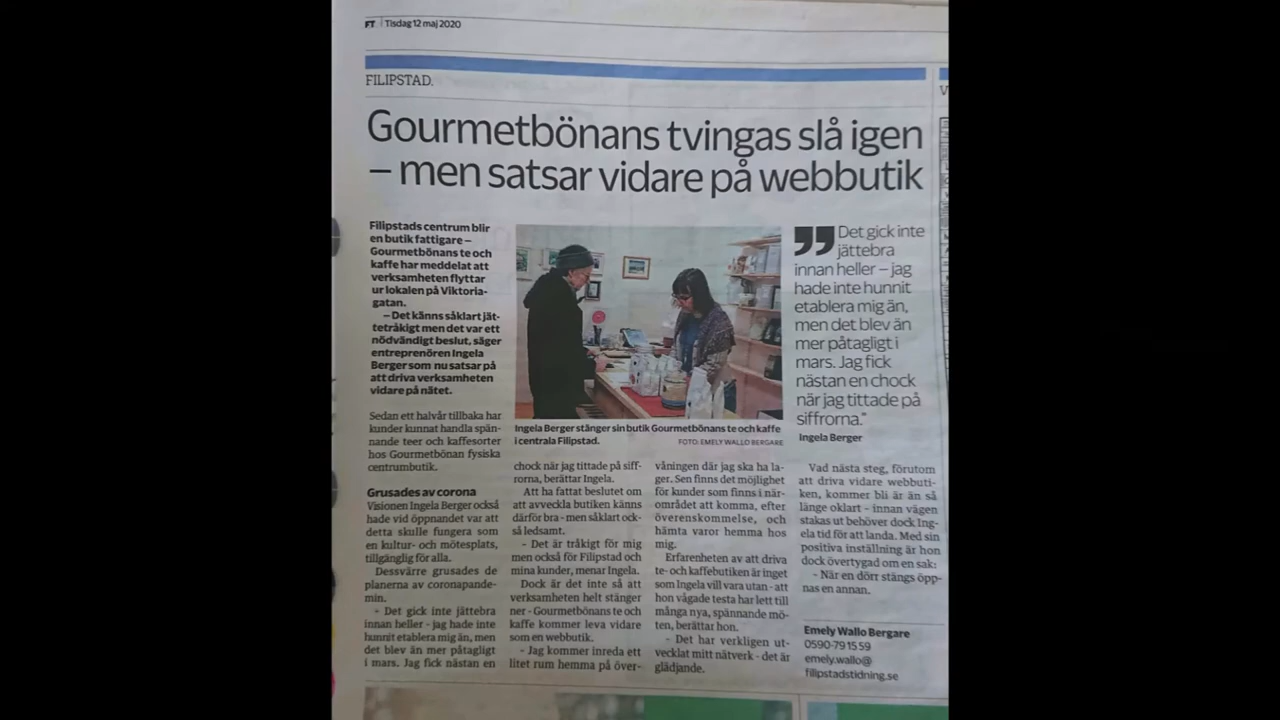 FT | Tisdag 12 maj 2020
FILIPSTAD.
Gourmetbönans tvingas slå igen
– men satsar vidare på webbutik
Filipstads centrum blir
en butik fattigare –
Gourmetbönans te och
kaffe har meddelat att
verksamheten flyttar
ur lokalen på Viktoria-
gatan.
– Det känns såklart jät-
tetråkigt men det var ett
nödvändigt beslut, säger
entreprenören Ingela
Berger som nu satsar på
att driva verksamheten
vidare på nätet.
Sedan ett halvår tillbaka har
kunder kunnat handla spän-
nande teer och kaffesorter
hos Gourmetbönan fysiska
centrumbutik.
Grusades av corona
Visionen Ingela Berger också
hade vid öppnandet var att
detta skulle fungera som
en kultur- och mötesplats,
tillgänglig för alla.
Dessvärre grusades de
planerna av coronapande-
min.
– Det gick inte jättebra
innan heller – jag hade inte
hunnit etablera mig än, men
det blev än mer påtagligt
i mars. Jag fick nästan en
Ingela Berger stänger sin butik Gourmetbönans te och kaffe
i centrala Filipstad.
FOTO: EMELY WALLO BERGARE
chock när jag tittade på siff-
rorna, berättar Ingela.
Att ha fattat beslutet om
att avveckla butiken känns
därför bra – men såklart ock-
så ledsamt.
– Det är tråkigt för mig
men också för Filipstad och
mina kunder, menar Ingela.
Dock är det inte så att
verksamheten helt stänger
ner – Gourmetbönans te och
kaffe kommer leva vidare
som en webbutik.
– Jag kommer inreda ett
litet rum hemma på över-
våningen där jag ska ha la-
ger. Sen finns det möjlighet
för kunder som finns i när-
området att komma, efter
överenskommelse, och
hämta varor hemma hos
mig.
Erfarenheten av att driva
te- och kaffebutiken är inget
som Ingela vill vara utan – att
hon vågade testa har lett till
många nya, spännande mö-
ten, berättar hon.
– Det har verkligen ut-
vecklat mitt nätverk – det är
glädjande.
” Det gick inte
jättebra
innan heller – jag
hade inte hunnit
etablera mig än,
men det blev än
mer påtagligt i
mars. Jag fick
nästan en chock
när jag tittade på
siffrorna."
Ingela Berger
Vad nästa steg, förutom
att driva vidare webbuti-
ken, kommer bli är än så
länge oklart – innan vägen
stakas ut behöver dock Ing-
ela tid för att landa. Med sin
positiva inställning är hon
dock övertygad om en sak:
– När en dörr stängs öpp-
nas en annan.
Emely Wallo Bergare
0590-79 15 59
emely.wallo@
filipstadstidning.se
V